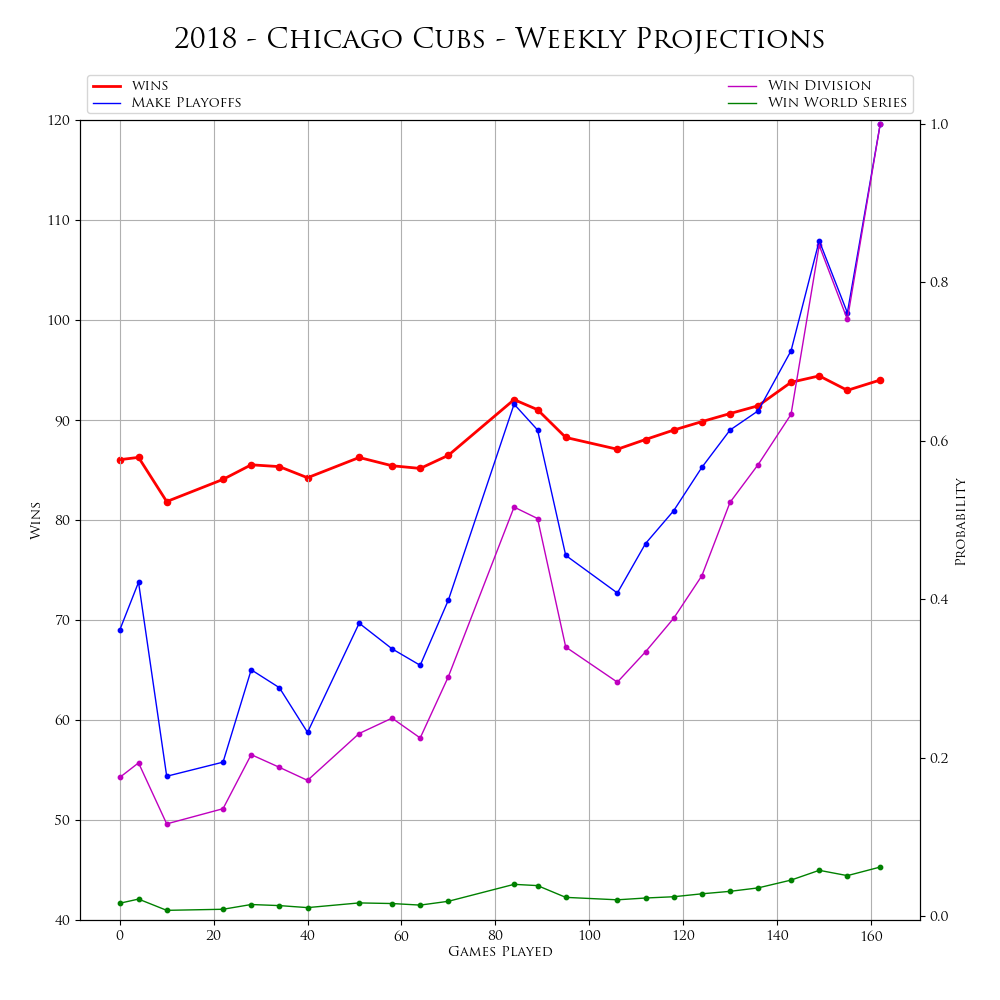 2018 - Chicago Cubs - Weekly Projections
wins
Make Playoffs
Win Division
Win World Series
120
110
100
90
80
70
60
50
40
Wins
1.0
0.8
0.6
0.4
0.2
0.0
Probability
0 20 40 60 80 100 120 140 160
Games Played